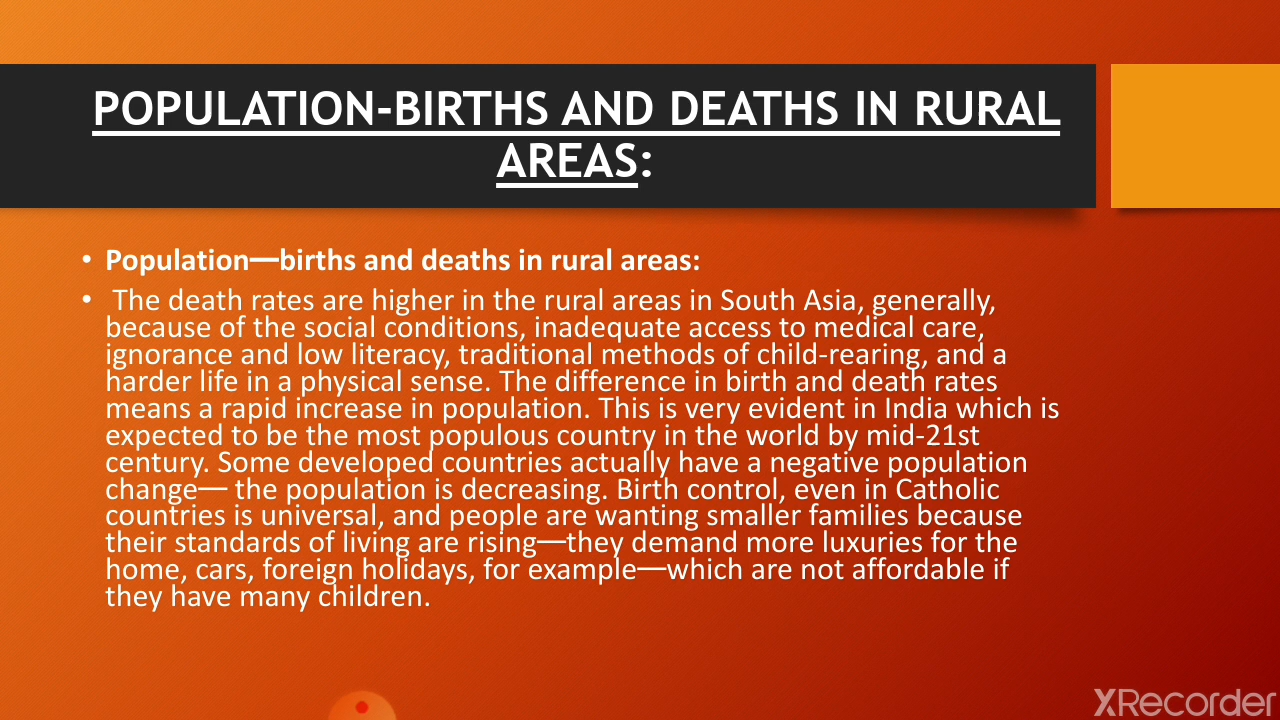 POPULATION-BIRTHS AND DEATHS IN RURAL
AREAS:
• Population—births and deaths in rural areas:
• The death rates are higher in the rural areas in South Asia, generally,
because of the social conditions, inadequate access to medical care,
ignorance and low literacy, traditional methods of child-rearing, and a
harder life in a physical sense. The difference in birth and death rates
means a rapid increase in population. This is very evident in India which is
expected to be the most populous country in the world by mid-21st
century. Some developed countries actually have a negative population
change— the population is decreasing. Birth control, even in Catholic
countries is universal, and people are wanting smaller families because
their standards of living are rising—they demand more luxuries for the
home, cars, foreign holidays, for example—which are not affordable if
they have many children.
XRecorder